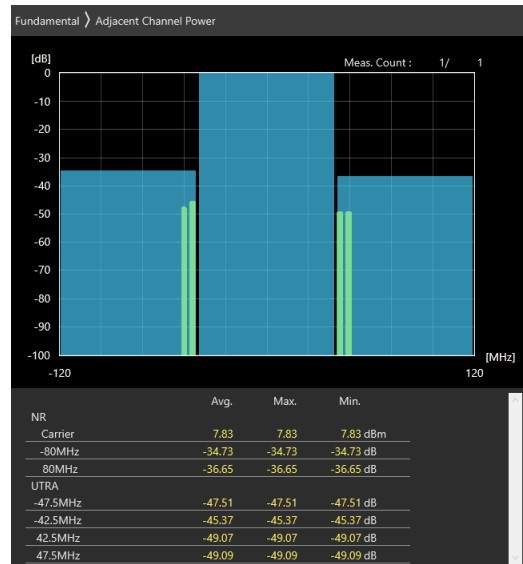 Fundamental 〉 Adjacent Channel Power
[dB]
Meas. Count :    1/    1
0
-10
-20
-30
-40
-50
-60
-70
-80
-90
-100
[MHz]
-120    120
Avg.    Max.    Min.
NR
Carrier    7.83    7.83    7.83 dBm
-80MHz    -34.73    -34.73    -34.73 dB
80MHz    -36.65    -36.65    -36.65 dB
UTRA
-47.5MHz    -47.51    -47.51    -47.51 dB
-42.5MHz    -45.37    -45.37    -45.37 dB
42.5MHz    -49.07    -49.07    -49.07 dB
47.5MHz    -49.09    -49.09    -49.09 dB